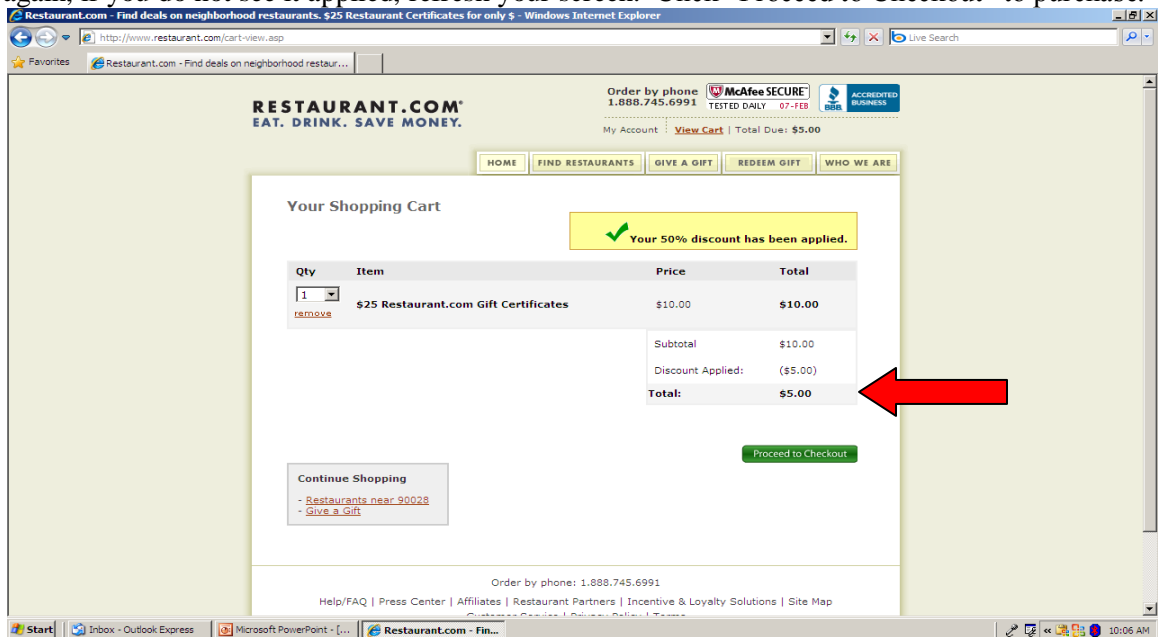 again, if you do not see it applied, refresh your screen. Click "Proceed to Checkout" to purchase.
Restaurant.com - Find deals on neighborhood restaurants. $25 Restaurant Certificates for only $ - Windows Internet Explorer
http://www.restaurant.com/cart-view.asp
Live Search
Favorites
Restaurant.com - Find deals on neighborhood restaur...
RESTAURANT.COM
EAT. DRINK. SAVE MONEY.
Order by phone
1.888.745.6991
McAfee SECURE
TESTED DAILY 07-FEB
BBB
ACCREDITED
BUSINESS
My Account View Cart | Total Due: $5.00
HOME FIND RESTAURANTS GIVE A GIFT REDEEM GIFT WHO WE ARE
Your Shopping Cart
Your 50% discount has been applied.
Qty Item Price Total
1 $25 Restaurant.com Gift Certificates $10.00 $10.00
remove
Subtotal $10.00
Discount Applied: ($5.00)
Total: $5.00
Proceed to Checkout
Continue Shopping
- Restaurants near 90028
- Give a Gift
Order by phone: 1.888.745.6991
Help/FAQ | Press Center | Affiliates | Restaurant Partners | Incentive & Loyalty Solutions | Site Map
Customer Service | Privacy Policy | Terms
Start Inbox - Outlook Express Microsoft PowerPoint - [... Restaurant.com - Fin... 10:06 AM